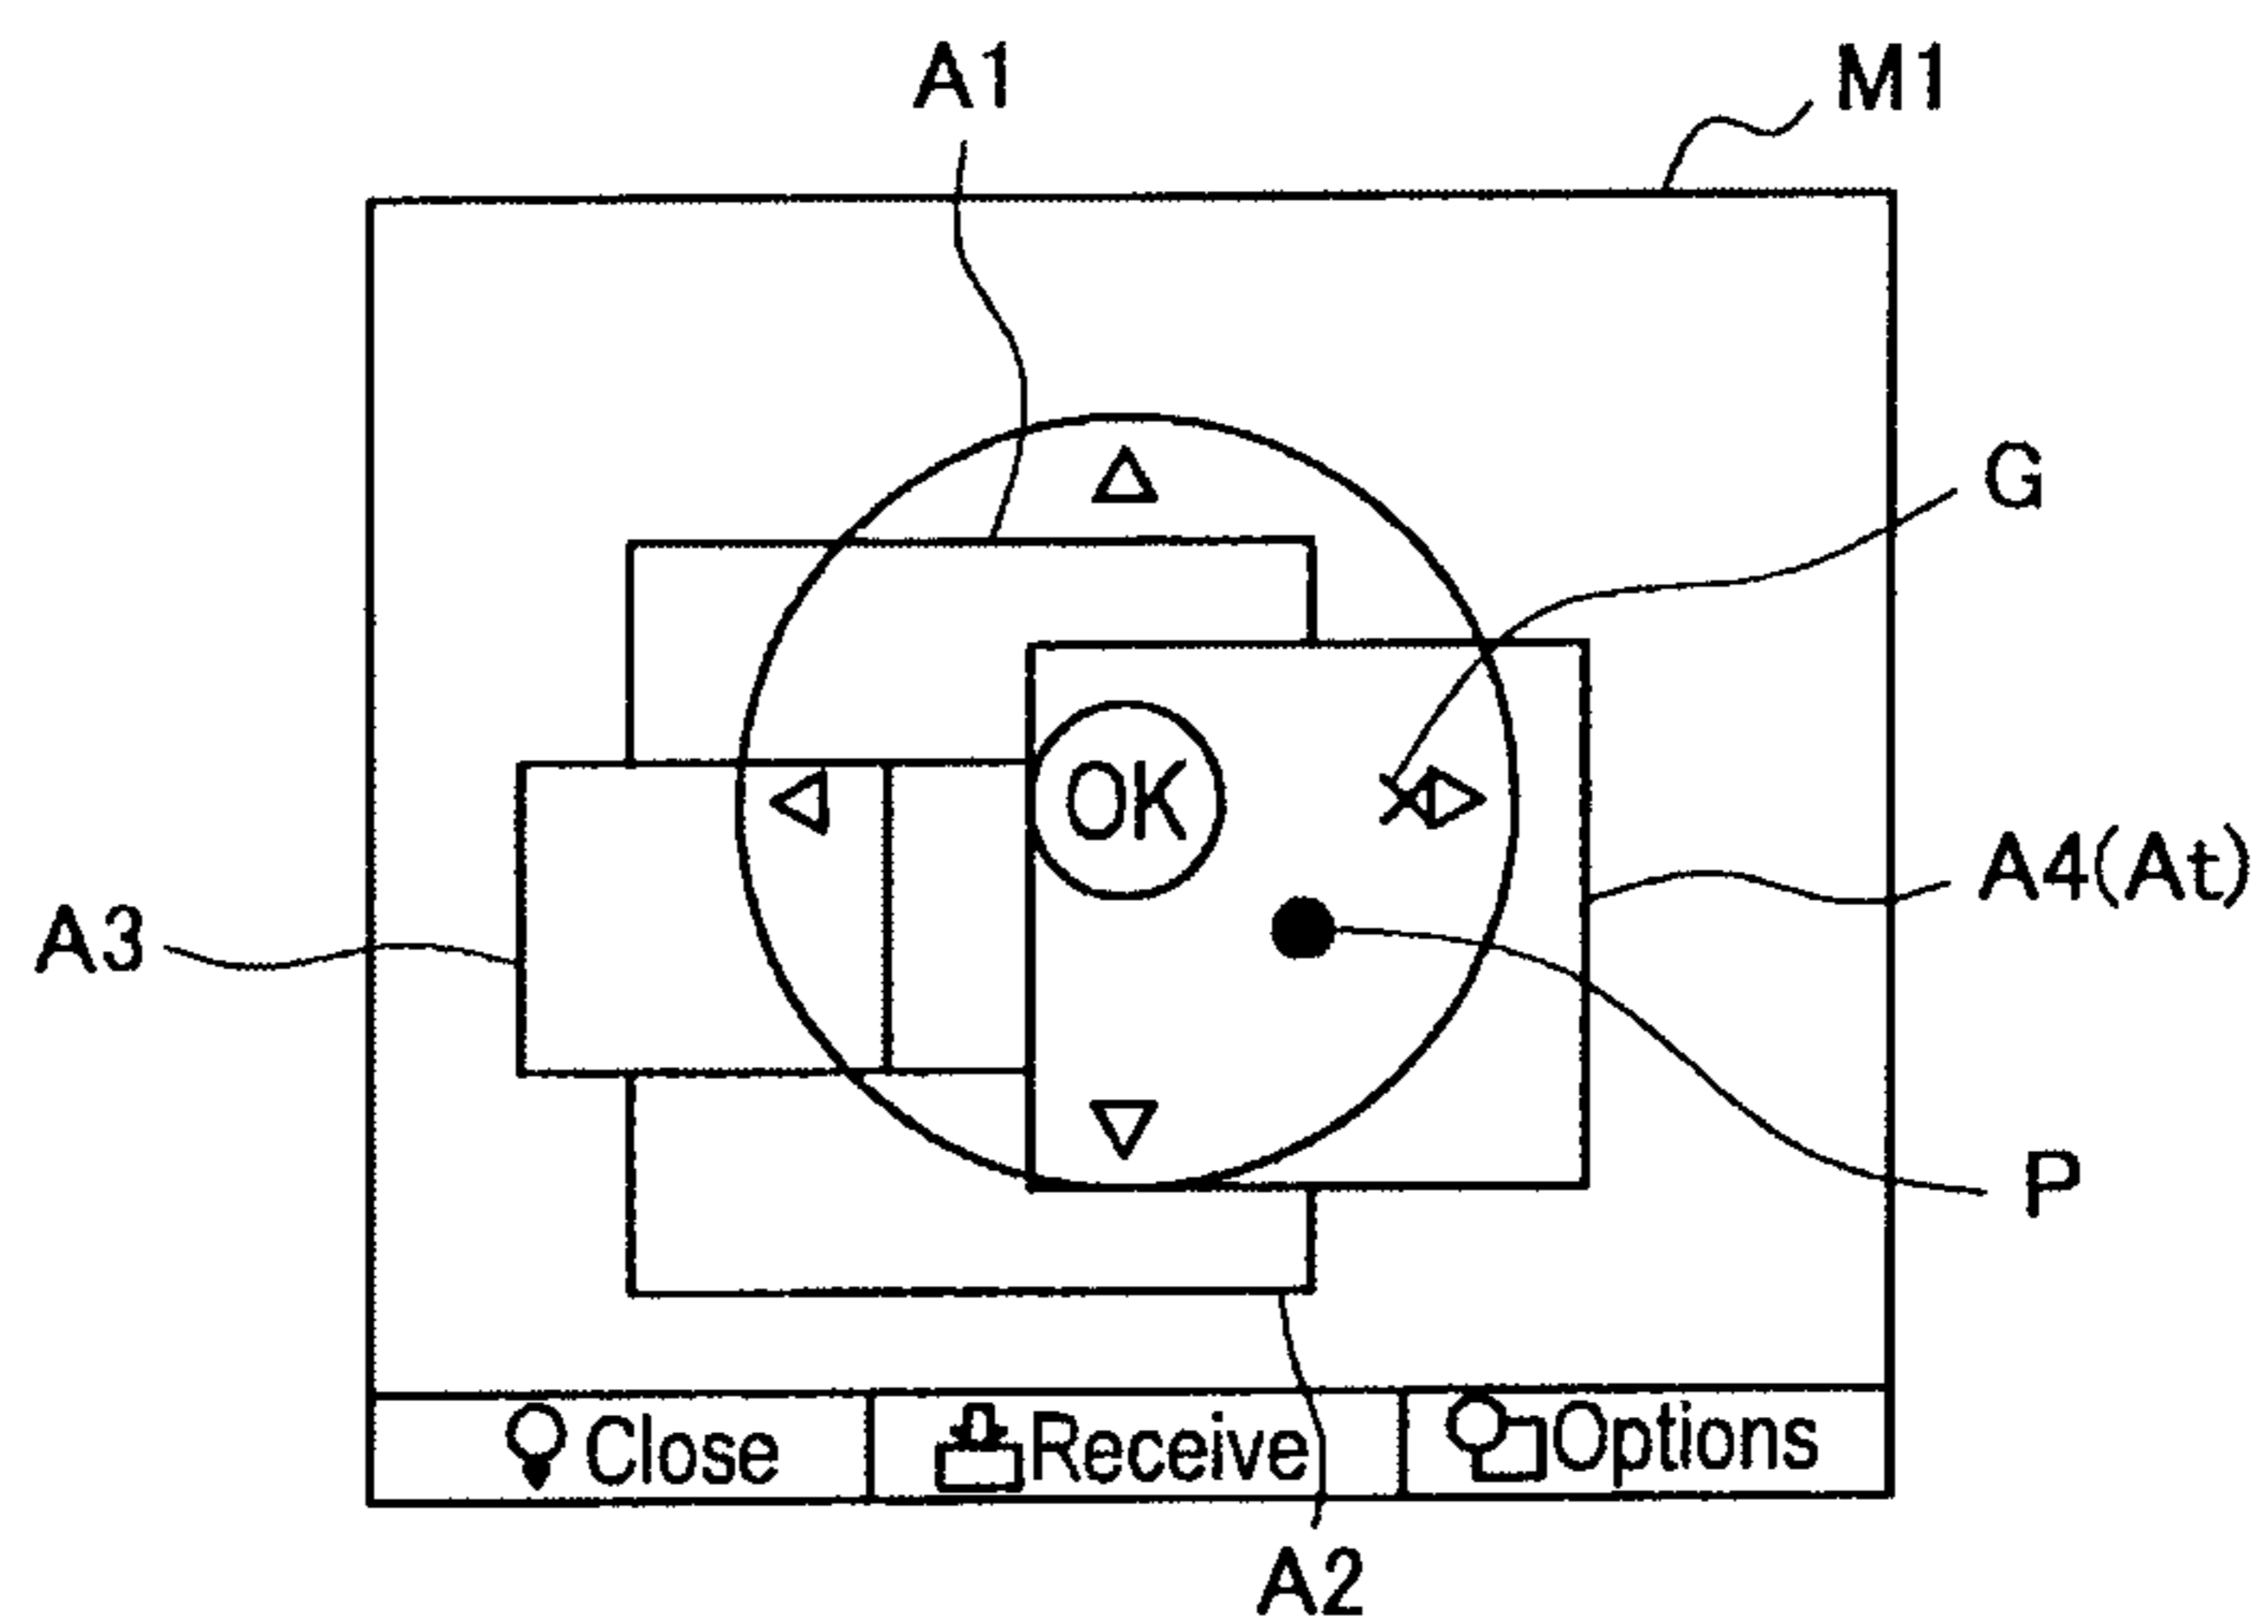 A1
M1
G
OK
A4(At)
A3
P
Close
Receive
Options
A2